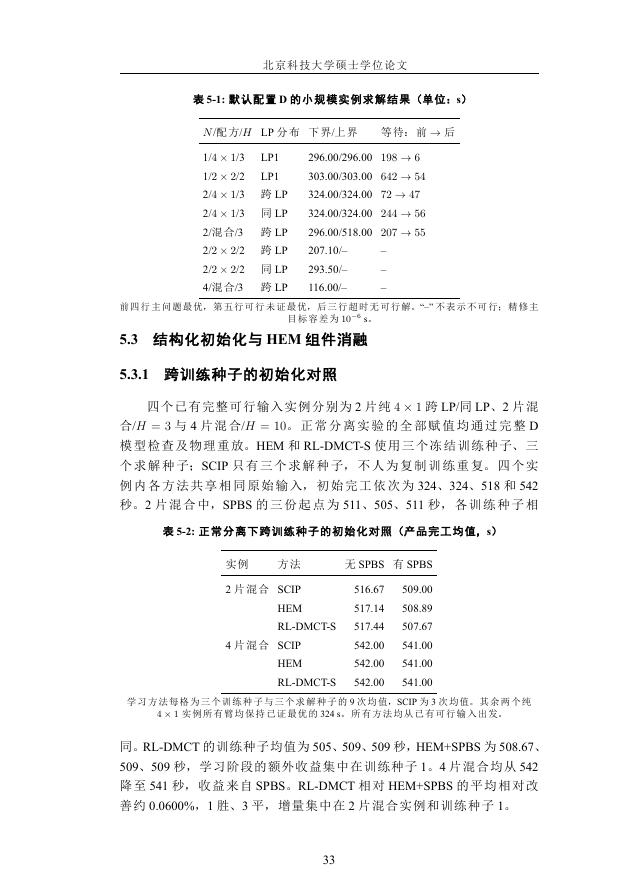 北京科技大学硕士学位论文
表 5-1: 默认配置 D 的小规模实例求解结果（单位：s）
N/配方/H LP 分布 下界/上界 等待：前 → 后
1/4 × 1/3 LP1 296.00/296.00 198 → 6
1/2 × 2/2 LP1 303.00/303.00 642 → 54
2/4 × 1/3 跨 LP 324.00/324.00 72 → 47
2/4 × 1/3 同 LP 324.00/324.00 244 → 56
2/混合/3 跨 LP 296.00/518.00 207 → 55
2/2 × 2/2 跨 LP 207.10/– –
2/2 × 2/2 同 LP 293.50/– –
4/混合/3 跨 LP 116.00/– –
前四行主问题最优，第五行可行未证最优，后三行超时无可行解。“–” 不表示不可行；精修主
目标容差为 10⁻⁶ s。
5.3 结构化初始化与 HEM 组件消融
5.3.1 跨训练种子的初始化对照
四个已有完整可行输入实例分别为 2 片纯 4 × 1 跨 LP/同 LP、2 片混
合/H = 3 与 4 片混合/H = 10。正常分离实验的全部赋值均通过完整 D
模型检查及物理重放。HEM 和 RL-DMCT-S 使用三个冻结训练种子、三
个求解种子；SCIP 只有三个求解种子，不人为复制训练重复。四个实
例内各方法共享相同原始输入，初始完工依次为 324、324、518 和 542
秒。2 片混合中，SPBS 的三份起点为 511、505、511 秒，各训练种子相
表 5-2: 正常分离下跨训练种子的初始化对照（产品完工均值，s）
实例 方法 无 SPBS 有 SPBS
2 片混合 SCIP 516.67 509.00
HEM 517.14 508.89
RL-DMCT-S 517.44 507.67
4 片混合 SCIP 542.00 541.00
HEM 542.00 541.00
RL-DMCT-S 542.00 541.00
学习方法每格为三个训练种子与三个求解种子的 9 次均值，SCIP 为 3 次均值。其余两个纯
4 × 1 实例所有臂均保持已证最优的 324 s。所有方法均从已有可行输入出发。
同。RL-DMCT 的训练种子均值为 505、509、509 秒，HEM+SPBS 为 508.67、
509、509 秒，学习阶段的额外收益集中在训练种子 1。4 片混合均从 542
降至 541 秒，收益来自 SPBS。RL-DMCT 相对 HEM+SPBS 的平均相对改
善约 0.0600%，1 胜、3 平，增量集中在 2 片混合实例和训练种子 1。
33